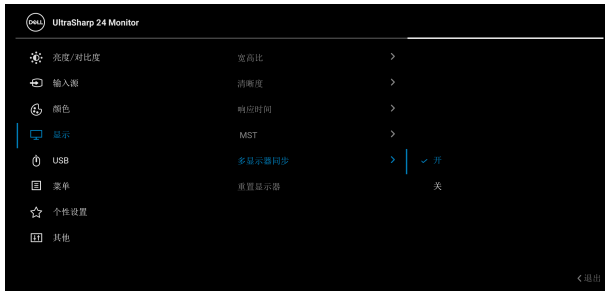 DELL UltraSharp 24 Monitor
亮度/对比度 宽高比
输入源 清晰度
颜色 响应时间
显示 MST
USB 多显示器同步 开
菜单 重置显示器 关
个性设置
其他
退出